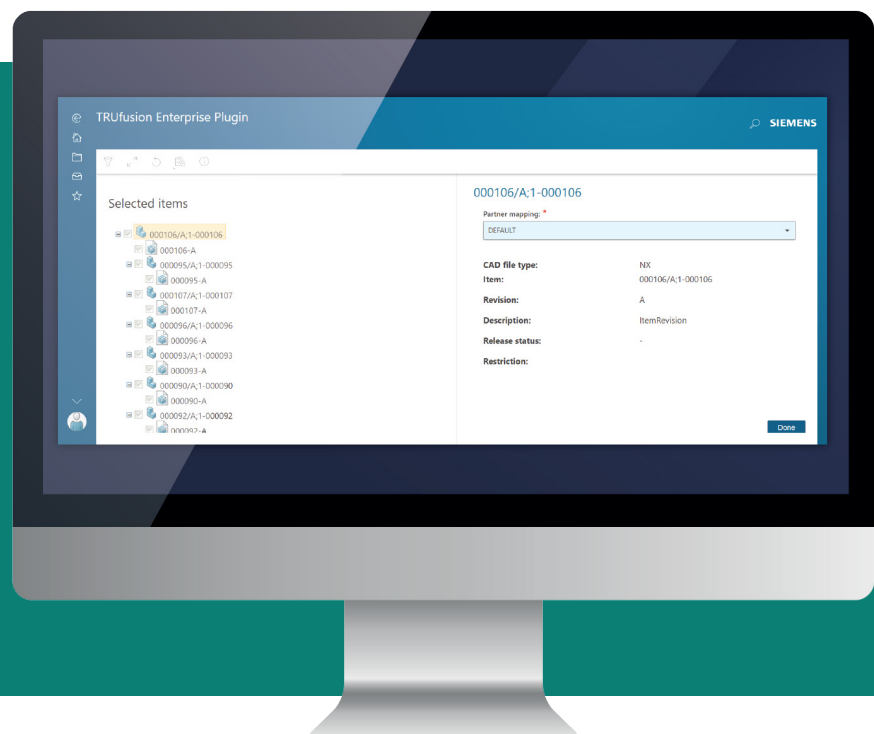 TRUfusion Enterprise Plugin
SIEMENS
Selected items
000106/A;1-000106
000106-A
000095/A;1-000095
000095-A
000107/A;1-000107
000107-A
000096/A;1-000096
000096-A
000093/A;1-000093
000093-A
000090/A;1-000090
000090-A
000092/A;1-000092
000092-A
000106/A;1-000106
Partner mapping: *
DEFAULT
CAD file type: NX
Item: 000106/A;1-000106
Revision: A
Description: ItemRevision
Release status: -
Restriction:
Done